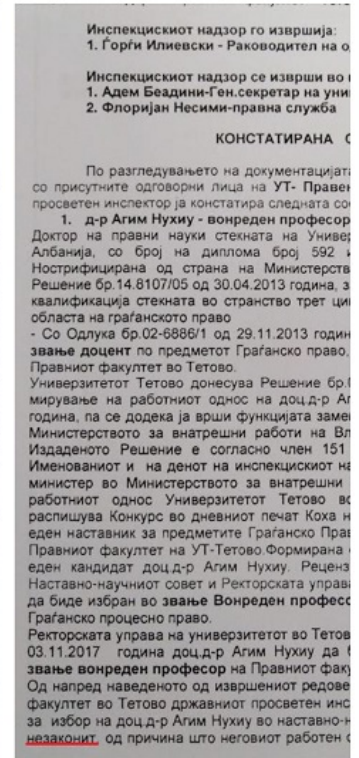 Инспекцискиот надзор го извршија:
1. Ѓорѓи Илиевски - Раководител на
Инспекцискиот надзор се изврши во
1. Адем Беадини-Ген.секретар на уни
2. Флоријан Несими-правна служба
КОНСТАТИРАНА
По разгледувањето на документација
со присутните одговорни лица на УТ- Правен
просветен инспектор ја констатира следната со
1. д-р Агим Нухиу - вонреден професор
Доктор на правни науки стекната на Универ
Албанија, со број на диплома број 592
Нострифицирана од страна на Министерств
Решение бр.14.8107/05 од 30.04.2013 година, з
квалификација стекната во странство трет ци
областа на граѓанското право
- Со Одлука бр.02-6886/1 од 29.11.2013 годин
звање доцент по предметот Граѓанско право,
Правниот факултет во Тетово.
Универзитетот Тетово донесува Решение бр.
мирување на работниот однос на доц.д-р Аг
година, па се додека ја врши функцијата заме
Министерството за внатрешни работи на Вл
Издаденото Решение е согласно член 151
Именованиот и на денот на инспекцискиот на
министер во Министерството за внатрешни
работниот однос Универзитетот Тетово во
распишува Конкурс во дневниот печат Коха н
еден наставник за предметите Граѓанско Пра
Правниот факултет на УТ-Тетово.Формирана
еден кандидат доц.д-р Агим Нухиу. Реценз
Наставно-научниот совет и Ректорската управа
да биде избран во звање Вонреден професо
Граѓанско процесно право.
Ректорската управа на универзитетот во Тетов
03.11.2017 година доц.д-р Агим Нухиу да б
звање вонреден професор на Правниот факу
Од напред наведеното од извршениот редове
факултет во Тетово државниот просветен инс
за избор на доц.д-р Агим Нухиу во наставно-н
незаконит, од причина што неговиот работен с